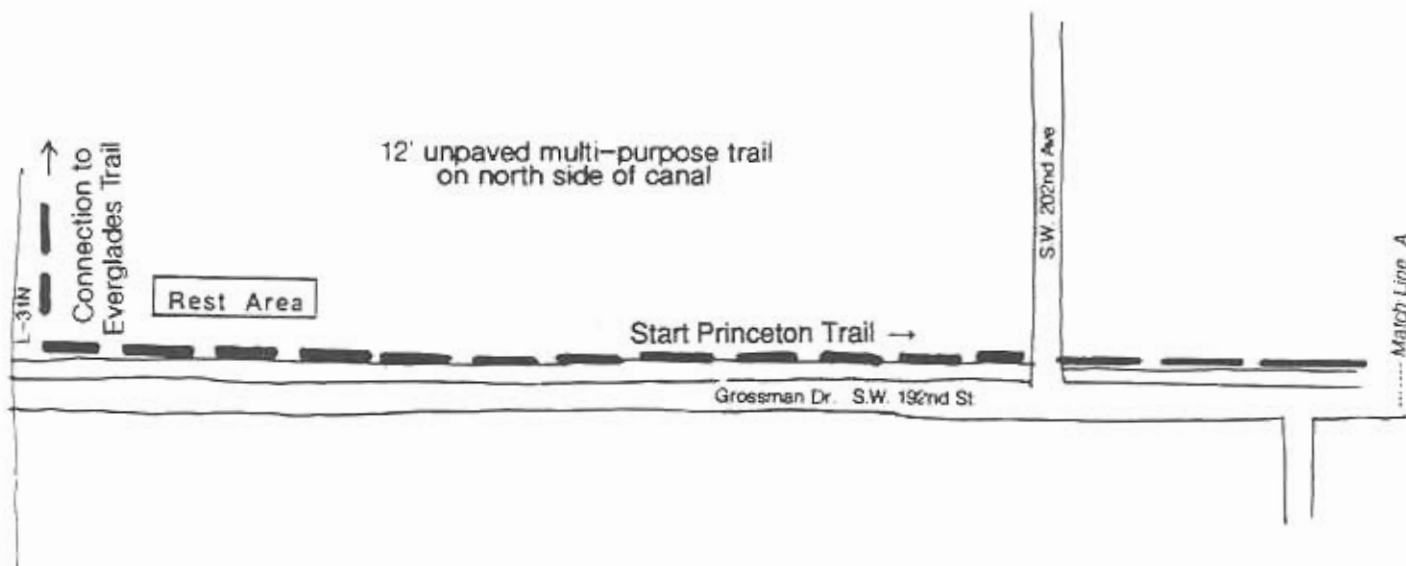 12' unpaved multi-purpose trail
on north side of canal
S.W. 202nd Ave
Connection to
Everglades Trail
L-31N
Rest Area
Start Princeton Trail →
Match Line A
Grossman Dr. S.W. 192nd St